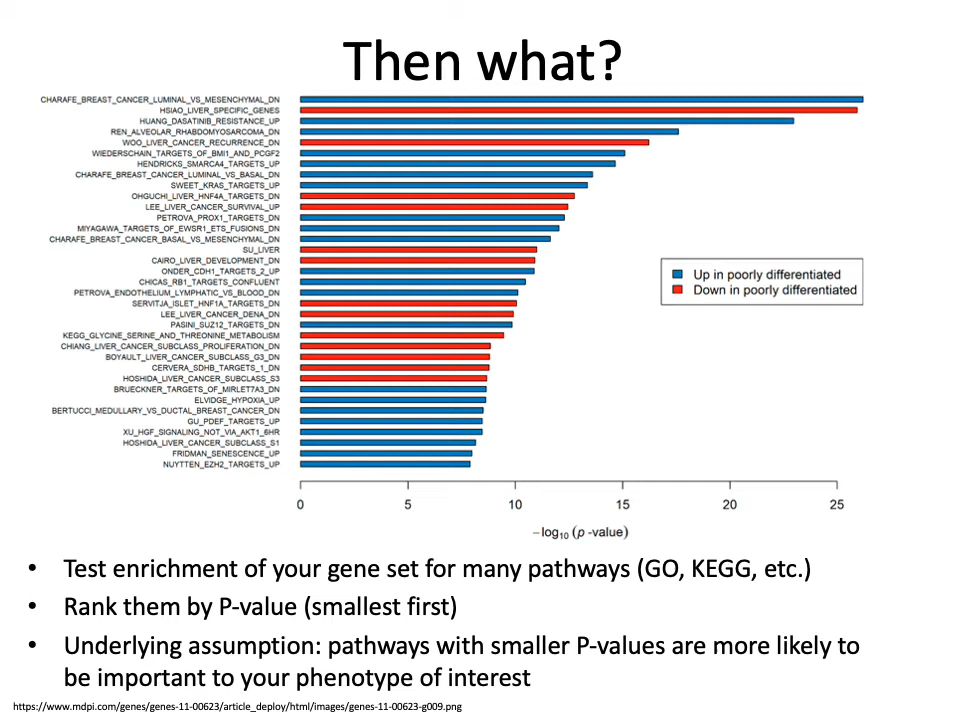 Then what?
CHARAFE_BREAST_CANCER_LUMINAL_VS_MESENCHYMAL_DN
HSIAO_LIVER_SPECIFIC_GENES
HUANG_DASATINIB_RESISTANCE_UP
REN_ALVEOLAR_RHABDOMYOSARCOMA_DN
WOO_LIVER_CANCER_RECURRENCE_DN
WIEDERSCHAIN_TARGETS_OF_BMI1_AND_PCGF2
HENDRICKS_SMARCA4_TARGETS_UP
CHARAFE_BREAST_CANCER_LUMINAL_VS_BASAL_DN
SWEET_KRAS_TARGETS_UP
OHGUCHI_LIVER_HNF4A_TARGETS_DN
LEE_LIVER_CANCER_SURVIVAL_UP
PETROVA_PROX1_TARGETS_DN
MIYAGAWA_TARGETS_OF_EWSR1_ETS_FUSIONS_DN
CHARAFE_BREAST_CANCER_BASAL_VS_MESENCHYMAL_DN
SU_LIVER
CAIRO_LIVER_DEVELOPMENT_DN
ONDER_CDH1_TARGETS_2_UP
CHICAS_RB1_TARGETS_CONFLUENT
PETROVA_ENDOTHELIUM_LYMPHATIC_VS_BLOOD_DN
SERVITJA_ISLET_HNF1A_TARGETS_DN
LEE_LIVER_CANCER_DENA_DN
PASINI_SUZ12_TARGETS_DN
KEGG_GLYCINE_SERINE_AND_THREONINE_METABOLISM
CHIANG_LIVER_CANCER_SUBCLASS_PROLIFERATION_DN
BOYAULT_LIVER_CANCER_SUBCLASS_G3_DN
CERVERA_SDHB_TARGETS_1_DN
HOSHIDA_LIVER_CANCER_SUBCLASS_S3
BRUECKNER_TARGETS_OF_MIRLET7A3_DN
ELVIDGE_HYPOXIA_UP
BERTUCCI_MEDULLARY_VS_DUCTAL_BREAST_CANCER_DN
GU_PDEF_TARGETS_UP
XU_HGF_SIGNALING_NOT_VIA_AKT1_6HR
HOSHIDA_LIVER_CANCER_SUBCLASS_S1
FRIDMAN_SENESCENCE_UP
NUYTTEN_EZH2_TARGETS_UP
Up in poorly differentiated
Down in poorly differentiated
0 5 10 15 20 25
−log10 (p -value)
• Test enrichment of your gene set for many pathways (GO, KEGG, etc.)
• Rank them by P-value (smallest first)
• Underlying assumption: pathways with smaller P-values are more likely to
be important to your phenotype of interest
https://www.mdpi.com/genes/genes-11-00623/article_deploy/html/images/genes-11-00623-g009.png